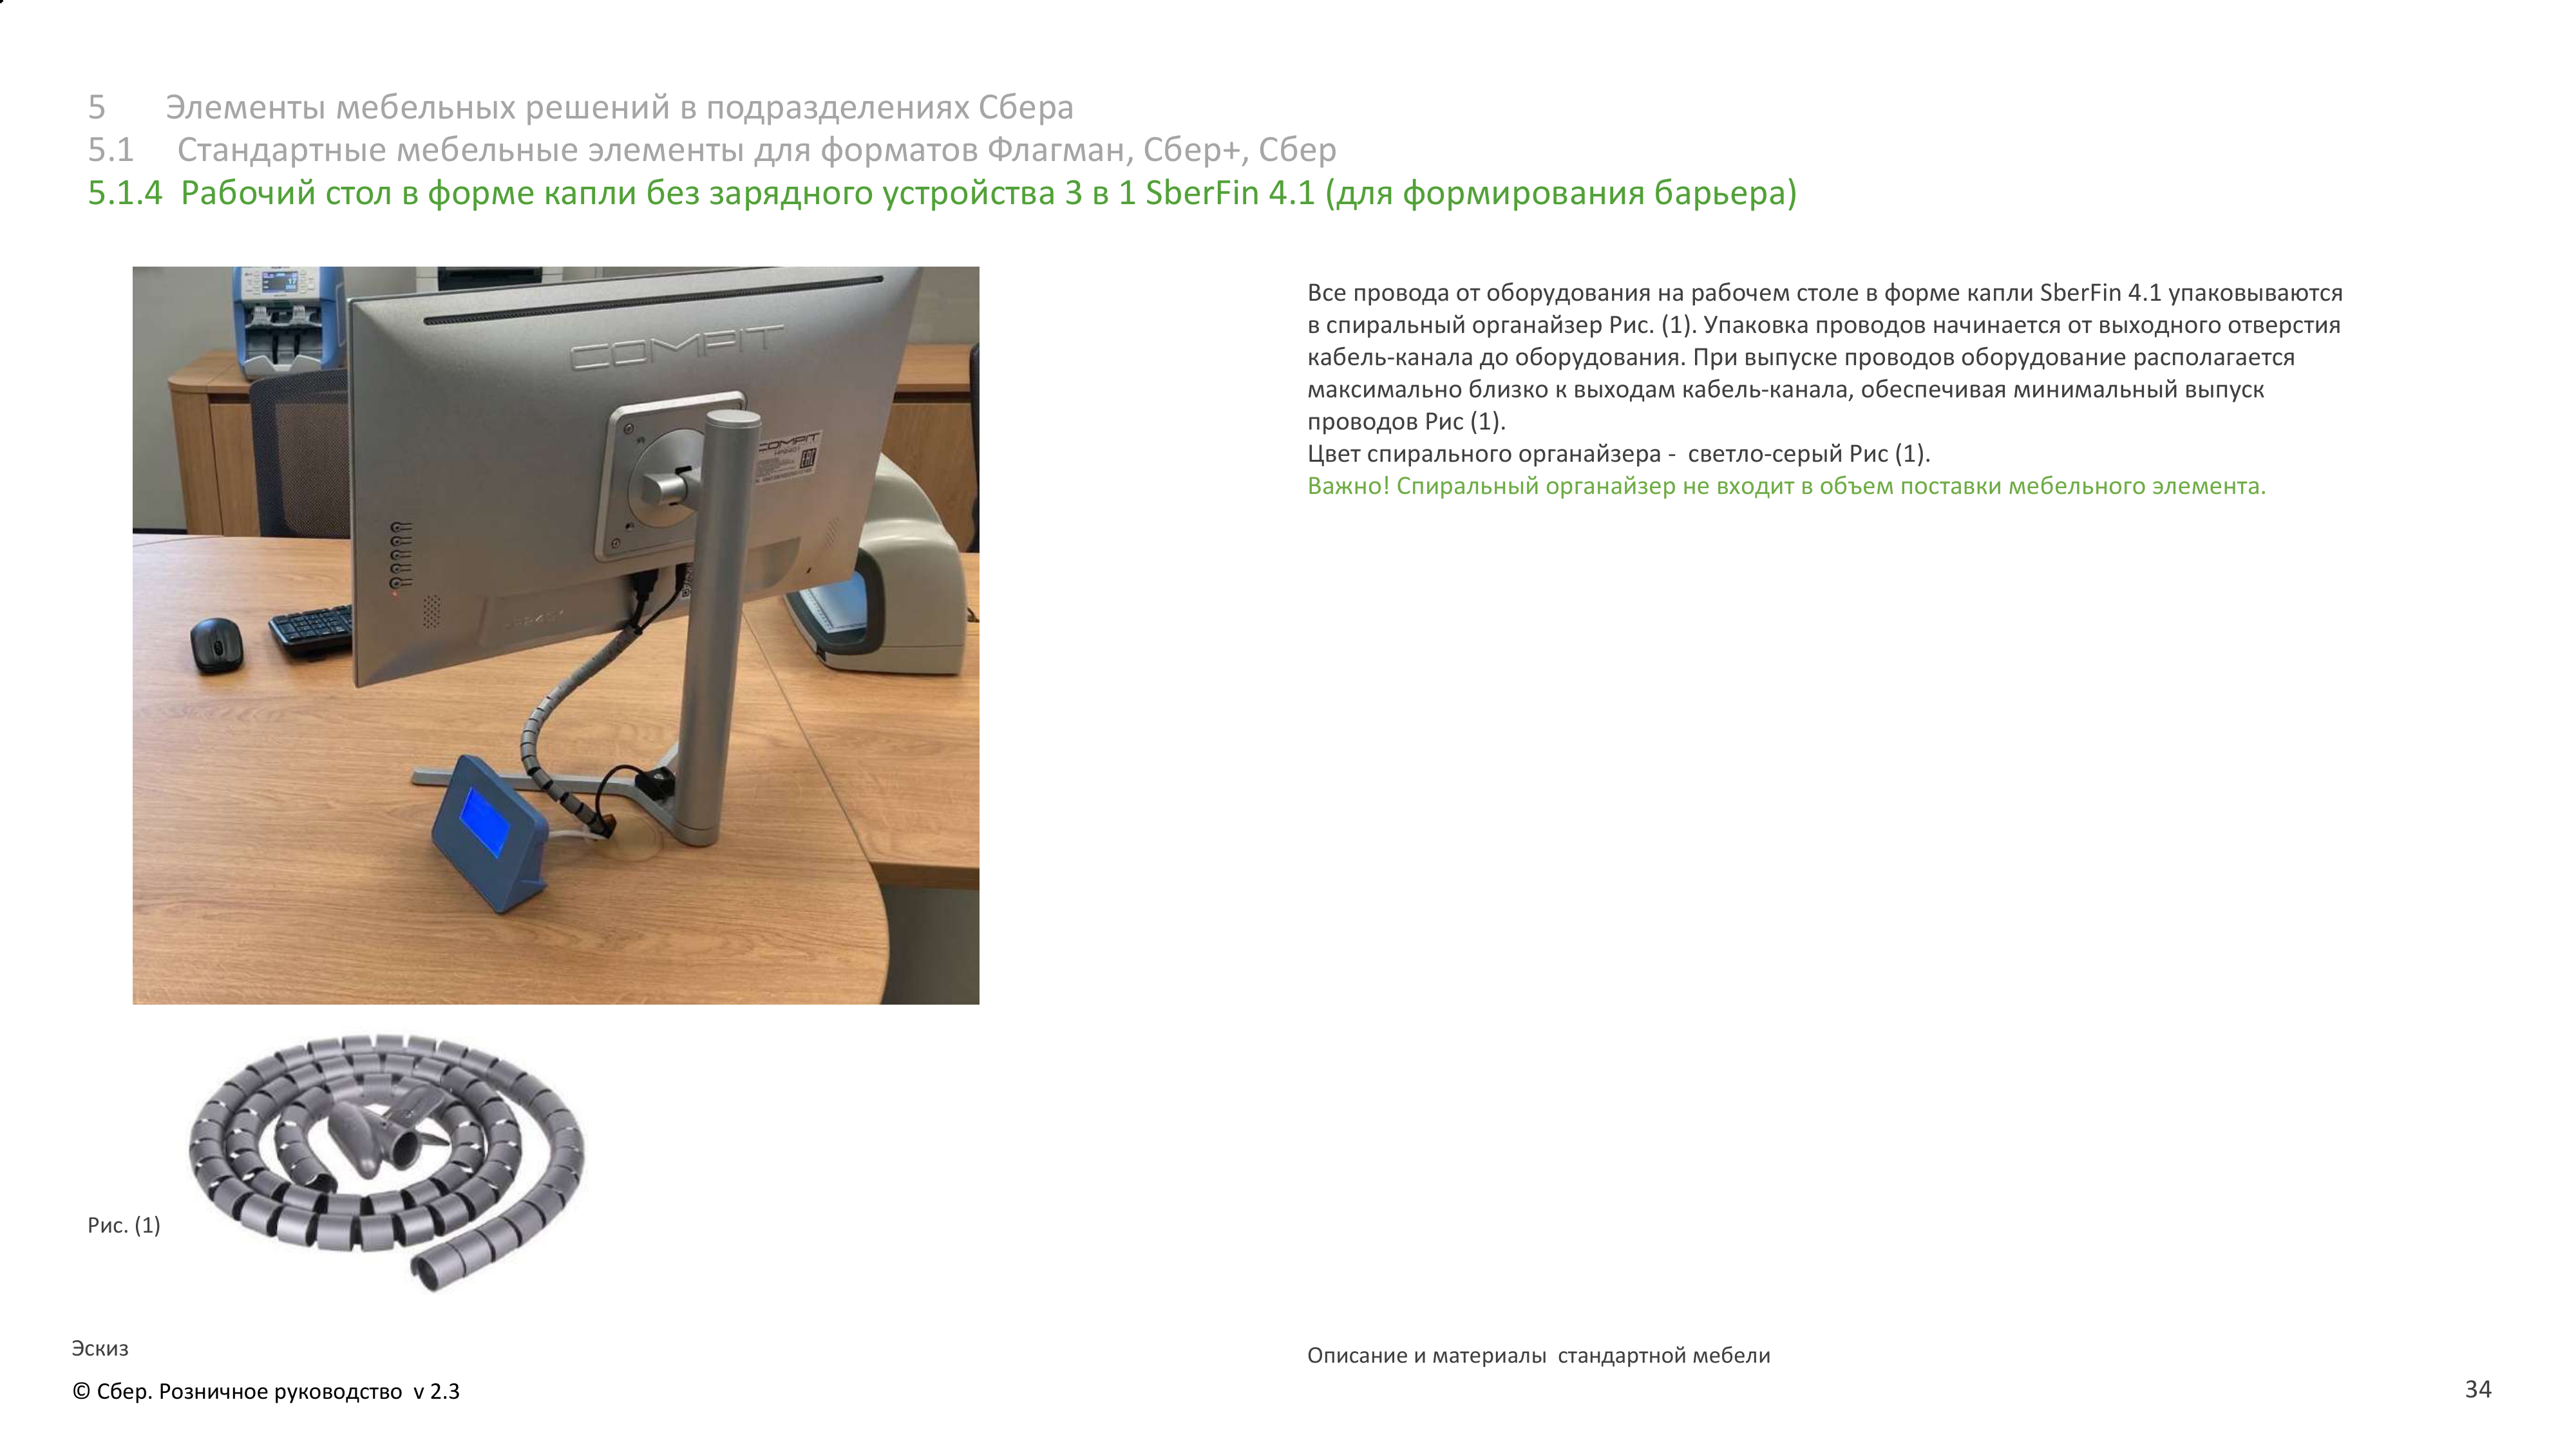 5 Элементы мебельных решений в подразделениях Сбера
5.1 Стандартные мебельные элементы для форматов Флагман, Сбер+, Сбер
5.1.4 Рабочий стол в форме капли без зарядного устройства 3 в 1 SberFin 4.1 (для формирования барьера)
COMPIT
COMPIT
Все провода от оборудования на рабочем столе в форме капли SberFin 4.1 упаковываются
в спиральный органайзер Рис. (1). Упаковка проводов начинается от выходного отверстия
кабель-канала до оборудования. При выпуске проводов оборудование располагается
максимально близко к выходам кабель-канала, обеспечивая минимальный выпуск
проводов Рис (1).
Цвет спирального органайзера - светло-серый Рис (1).
Важно! Спиральный органайзер не входит в объем поставки мебельного элемента.
Рис. (1)
Эскиз
Описание и материалы стандартной мебели
© Сбер. Розничное руководство v 2.3
34